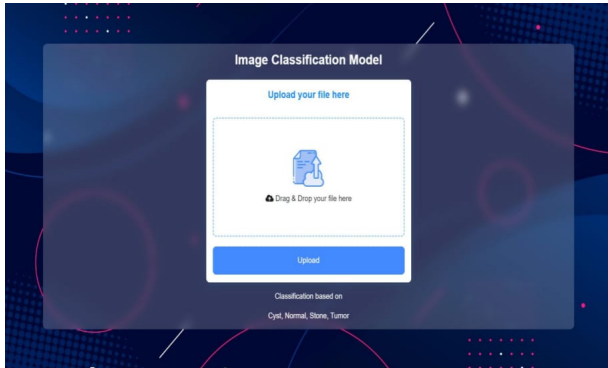 Image Classification Model
Upload your file here
Drag & Drop your file here
Upload
Classification based on
Cyst, Normal, Stone, Tumor